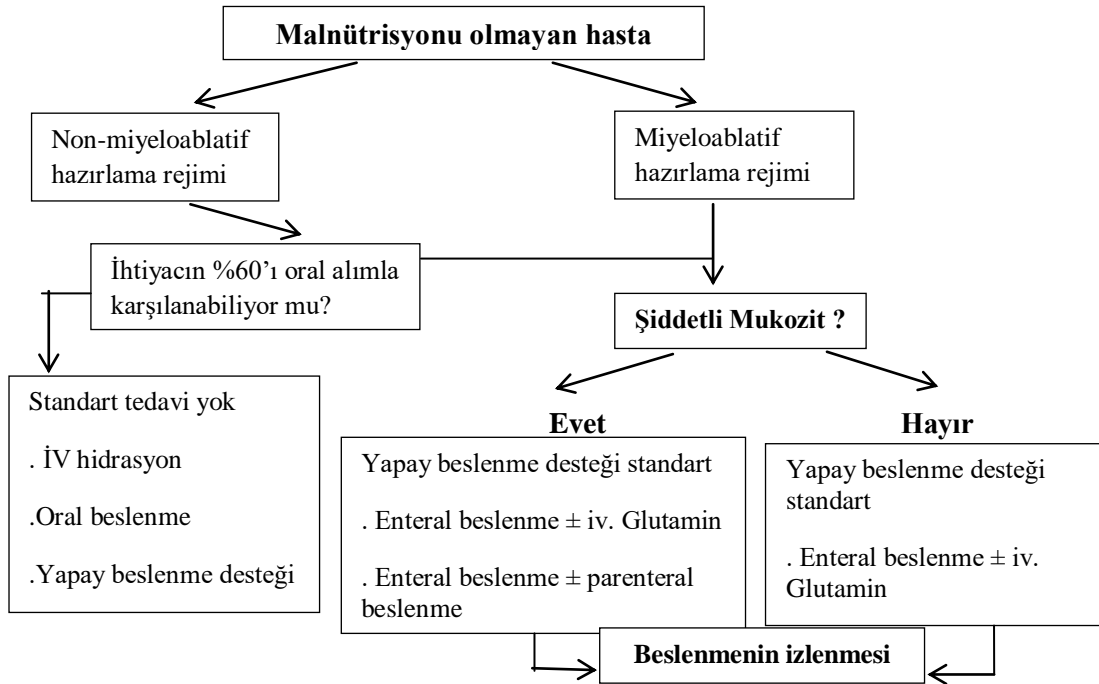 Malnütrisyonu olmayan hasta
Non-miyeloablatif
hazırlama rejimi
Miyeloablatif
hazırlama rejimi
İhtiyacın %60’ı oral alımla
karşılanabiliyor mu?
Şiddetli Mukozit ?
Standart tedavi yok
. İV hidrasyon
.Oral beslenme
.Yapay beslenme desteği
Evet
Yapay beslenme desteği standart
. Enteral beslenme ± iv. Glutamin
. Enteral beslenme ± parenteral
beslenme
Hayır
Yapay beslenme desteği
standart
. Enteral beslenme ± iv.
Glutamin
Beslenmenin izlenmesi